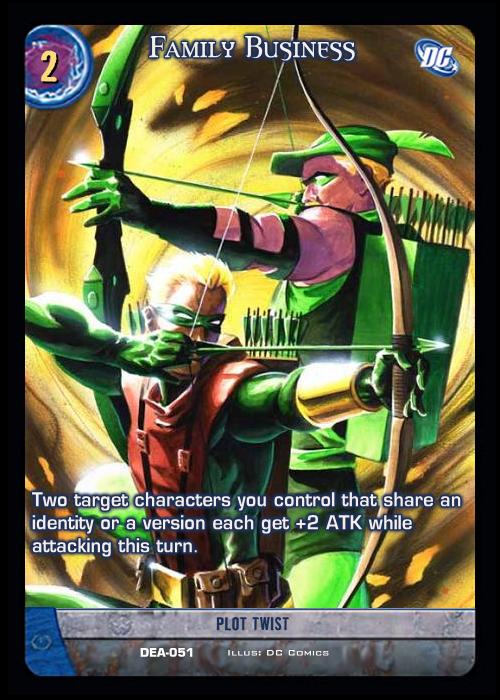 2
Family Business
DC
Two target characters you control that share an
identity or a version each get +2 ATK while
attacking this turn.
PLOT TWIST
DEA-051 Illus: DC Comics